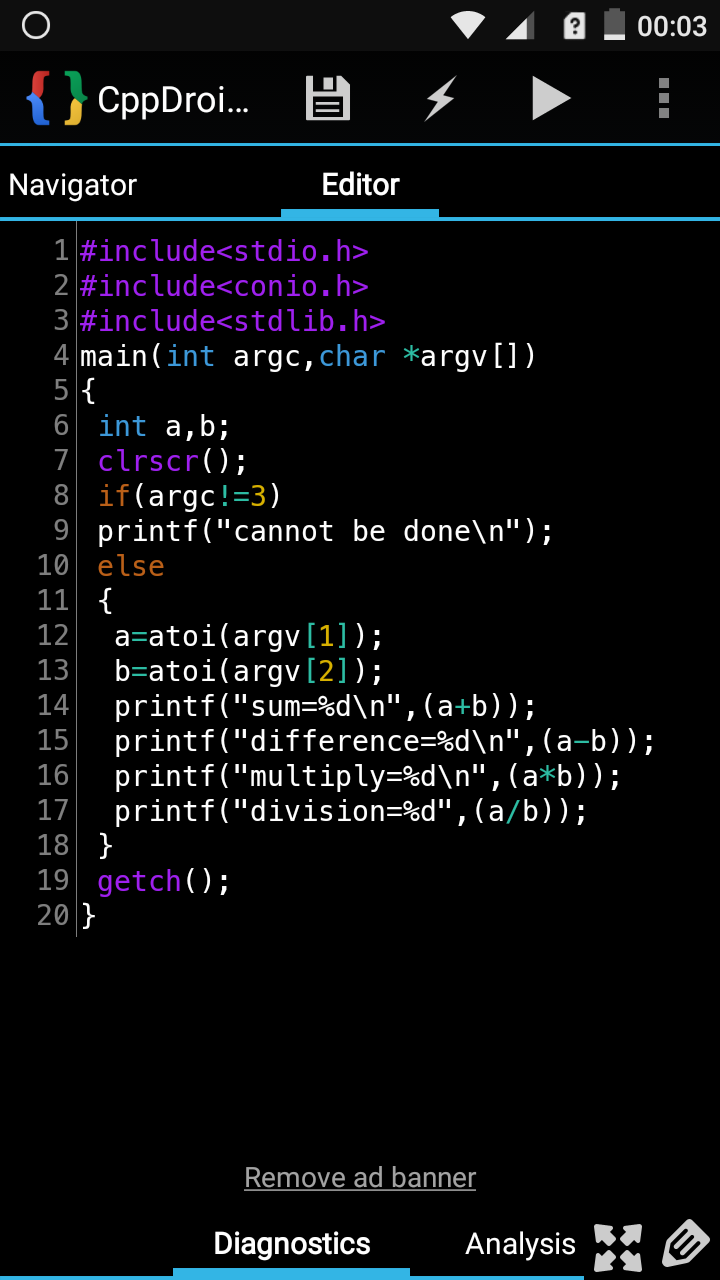 00:03
CppDroi...
Navigator Editor
1 #include<stdio.h>
2 #include<conio.h>
3 #include<stdlib.h>
4 main(int argc,char *argv[])
5 {
6  int a,b;
7  clrscr();
8  if(argc!=3)
9  printf("cannot be done\n");
10  else
11  {
12   a=atoi(argv[1]);
13   b=atoi(argv[2]);
14   printf("sum=%d\n",(a+b));
15   printf("difference=%d\n",(a-b));
16   printf("multiply=%d\n",(a*b));
17   printf("division=%d",(a/b));
18  }
19  getch();
20 }
Remove ad banner
Diagnostics Analysis